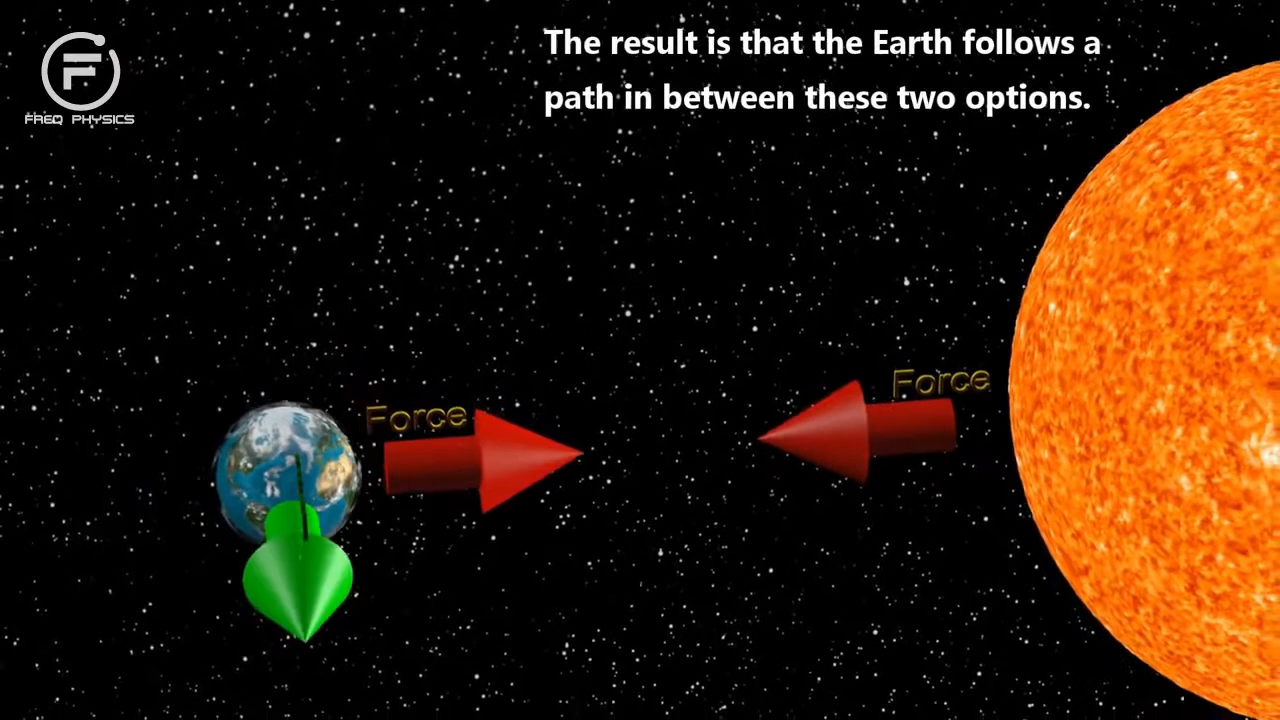 The result is that the Earth follows a
path in between these two options.
F
FREQ PHYSICS
Force
Force